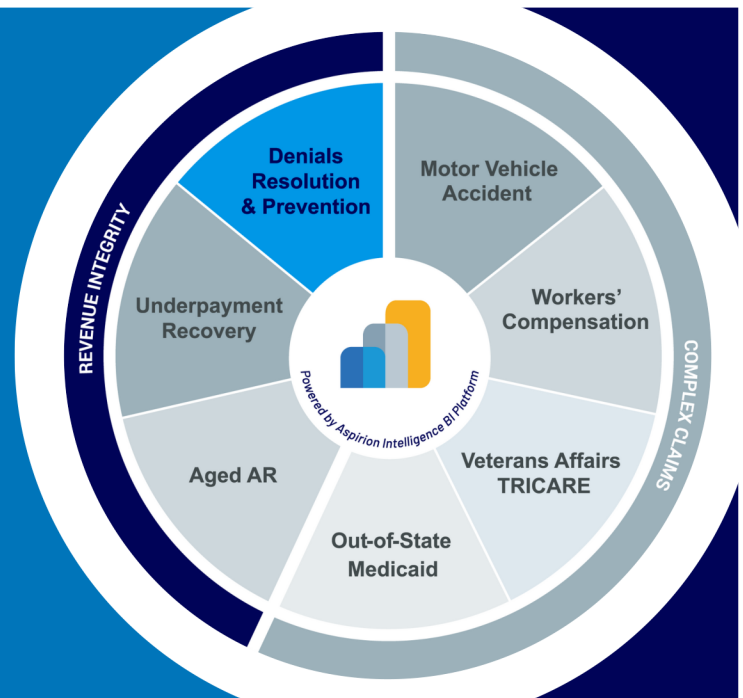 REVENUE INTEGRITY
COMPLEX CLAIMS
Denials
Resolution
& Prevention
Motor Vehicle
Accident
Workers’
Compensation
Veterans Affairs
TRICARE
Out-of-State
Medicaid
Aged AR
Underpayment
Recovery
Powered by Aspirion Intelligence BI Platform